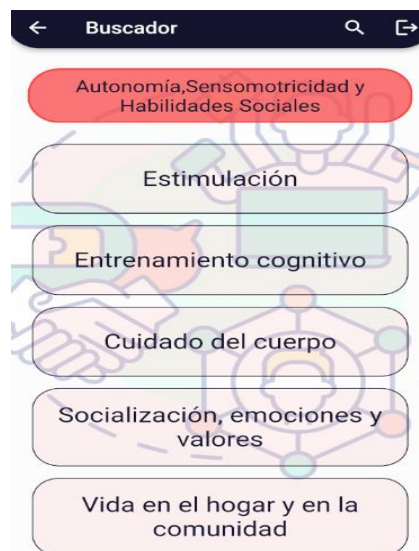 Buscador
Autonomía,Sensomotricidad y
Habilidades Sociales
Estimulación
Entrenamiento cognitivo
Cuidado del cuerpo
Socialización, emociones y
valores
Vida en el hogar y en la
comunidad